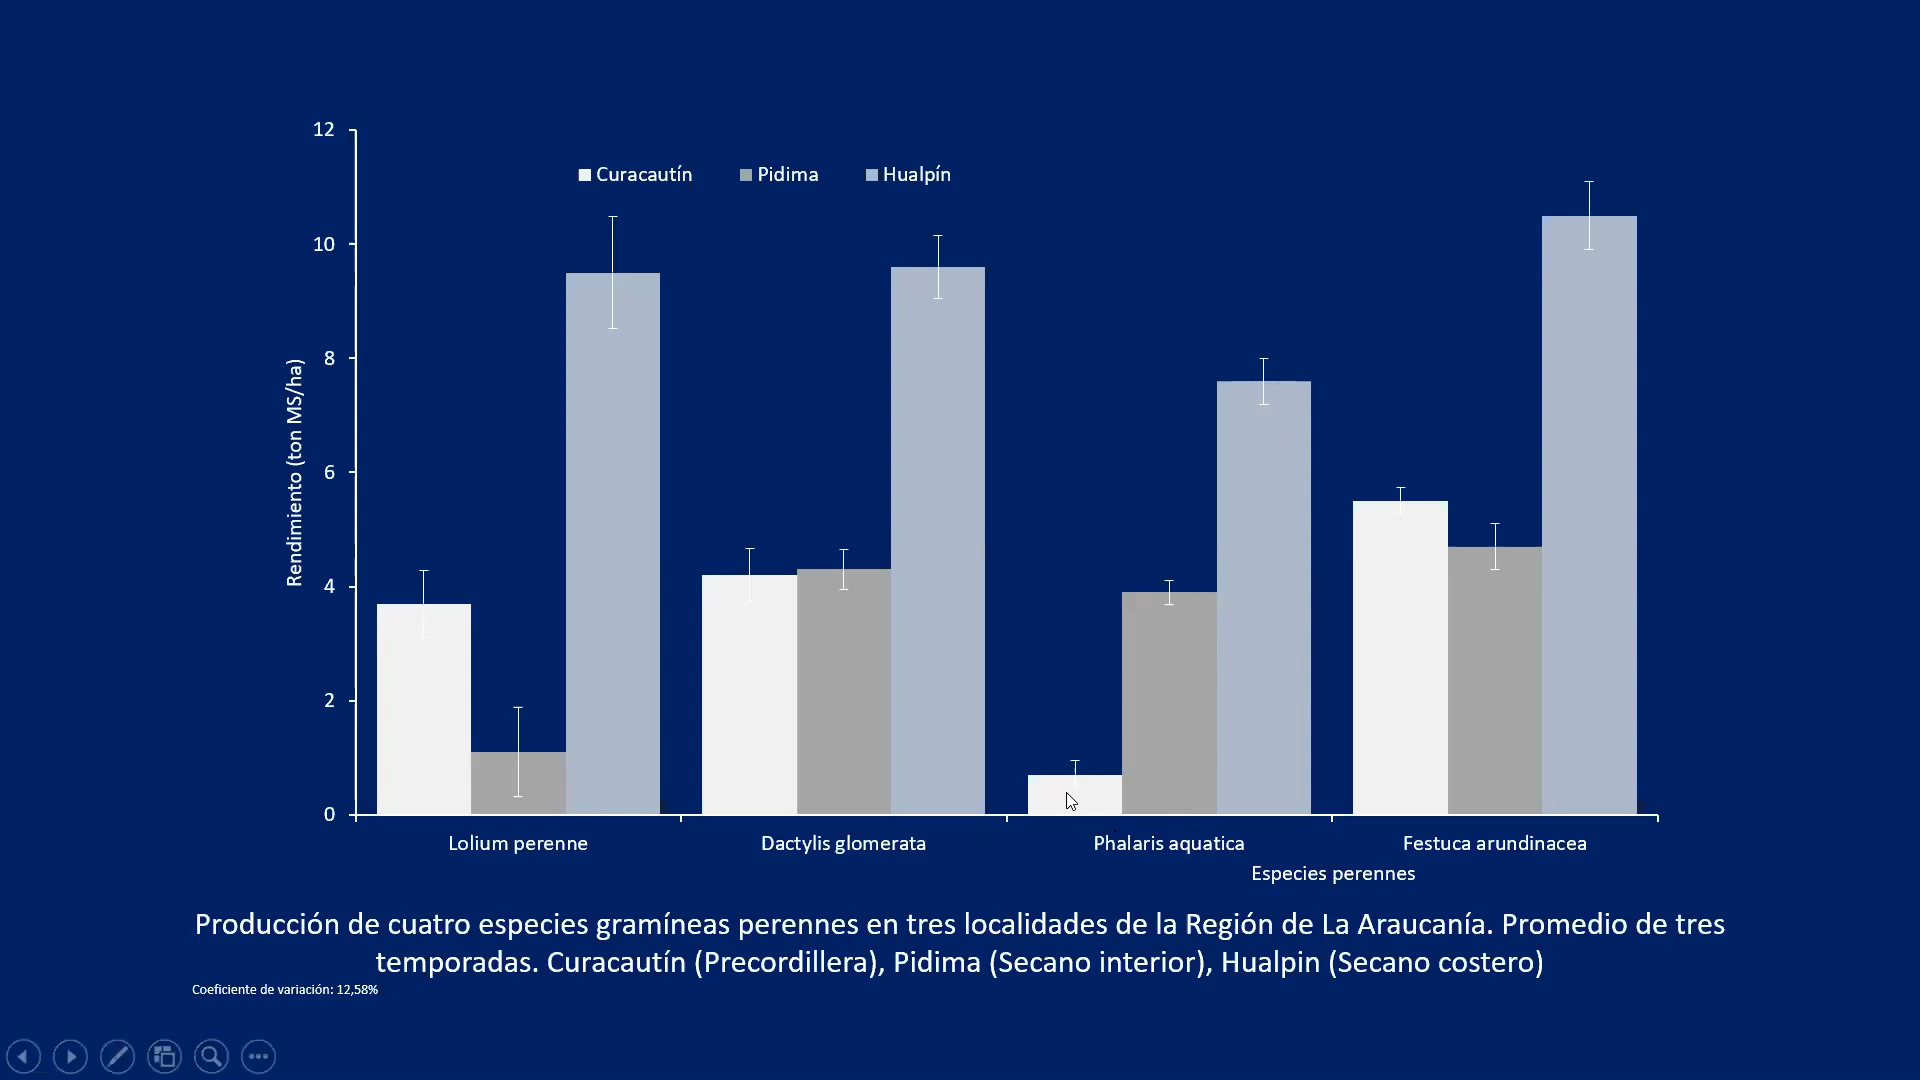 12
Curacautín
Pidima
Hualpín
10
8
6
4
2
0
Rendimiento (ton MS/ha)
Lolium perenne
Dactylis glomerata
Phalaris aquatica
Festuca arundinacea
Especies perennes
Producción de cuatro especies gramíneas perennes en tres localidades de la Región de La Araucanía. Promedio de tres
temporadas. Curacautín (Precordillera), Pidima (Secano interior), Hualpin (Secano costero)
Coeficiente de variación: 12,58%